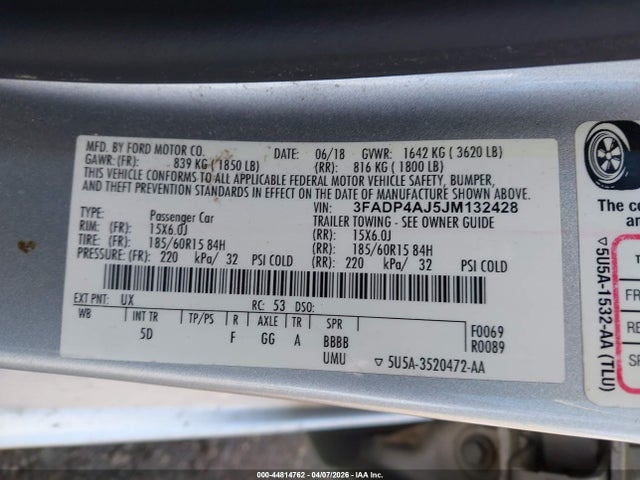 MFD. BY FORD MOTOR CO. DATE: 06/18 GVWR: 1642 KG ( 3620 LB)
GAWR: (FR): 839 KG ( 1850 LB) (RR): 816 KG ( 1800 LB)
THIS VEHICLE CONFORMS TO ALL APPLICABLE FEDERAL MOTOR VEHICLE SAFETY, BUMPER,
AND THEFT PREVENTION STANDARDS IN EFFECT ON THE DATE OF MANUFACTURE SHOWN ABOVE.
VIN: 3FADP4AJ5JM132428
TYPE: Passenger Car TRAILER TOWING - SEE OWNER GUIDE
RIM: (FR): 15X6.0J (RR): 15X6.0J
TIRE: (FR): 185/60R15 84H (RR): 185/60R15 84H
PRESSURE: (FR): 220 kPa/ 32 PSI COLD (RR): 220 kPa/ 32 PSI COLD
EXT PNT: UX RC: 53 DSO:
WB INT TR TP/PS R AXLE TR SPR F0069
5D F GG A BBBB R0089
UMU ▽ 5U5A-3520472-AA
The co
an
▽5U5A-1532-AA (TLU)
FR
RE
000-44814762 - 04/07/2026 - IAA Inc.